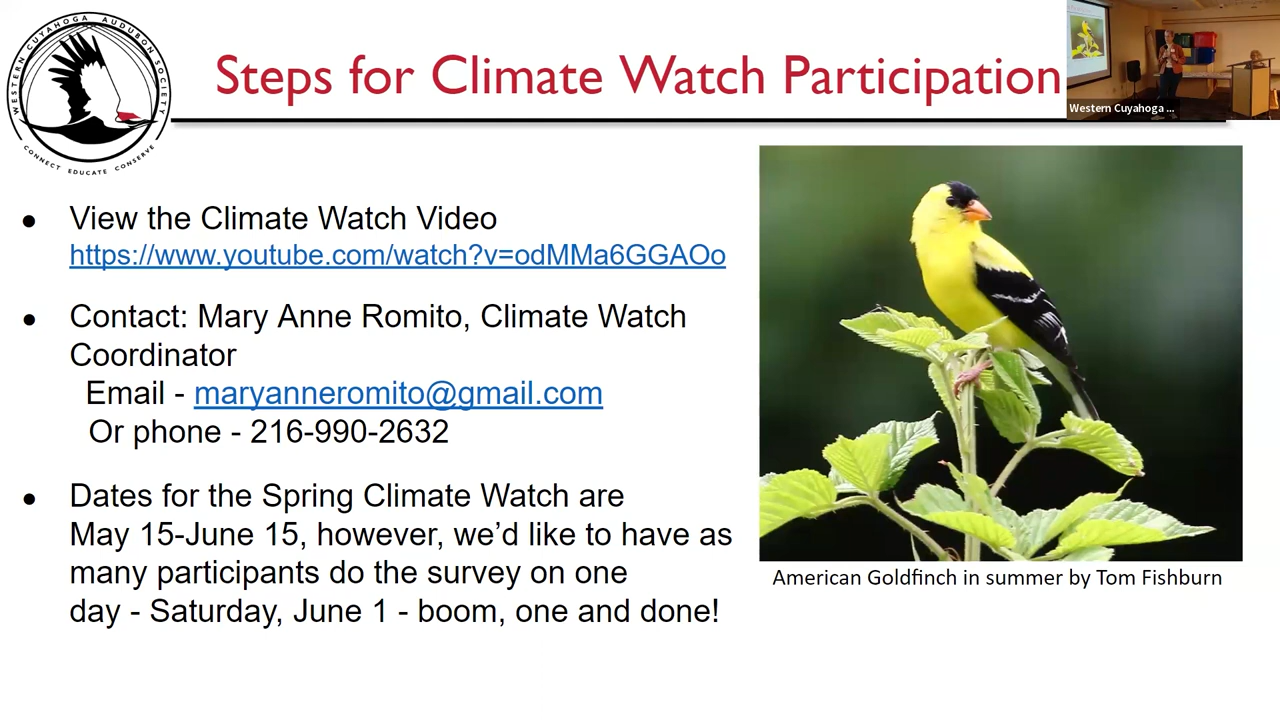 WESTERN CUYAHOGA AUDUBON SOCIETY
CONNECT EDUCATE CONSERVE
Steps for Climate Watch Participation
Western Cuyahoga ...
● View the Climate Watch Video
https://www.youtube.com/watch?v=odMMa6GGAOo
● Contact: Mary Anne Romito, Climate Watch
Coordinator
Email - maryanneromito@gmail.com
Or phone - 216-990-2632
● Dates for the Spring Climate Watch are
May 15-June 15, however, we’d like to have as
many participants do the survey on one
day - Saturday, June 1 - boom, one and done!
American Goldfinch in summer by Tom Fishburn